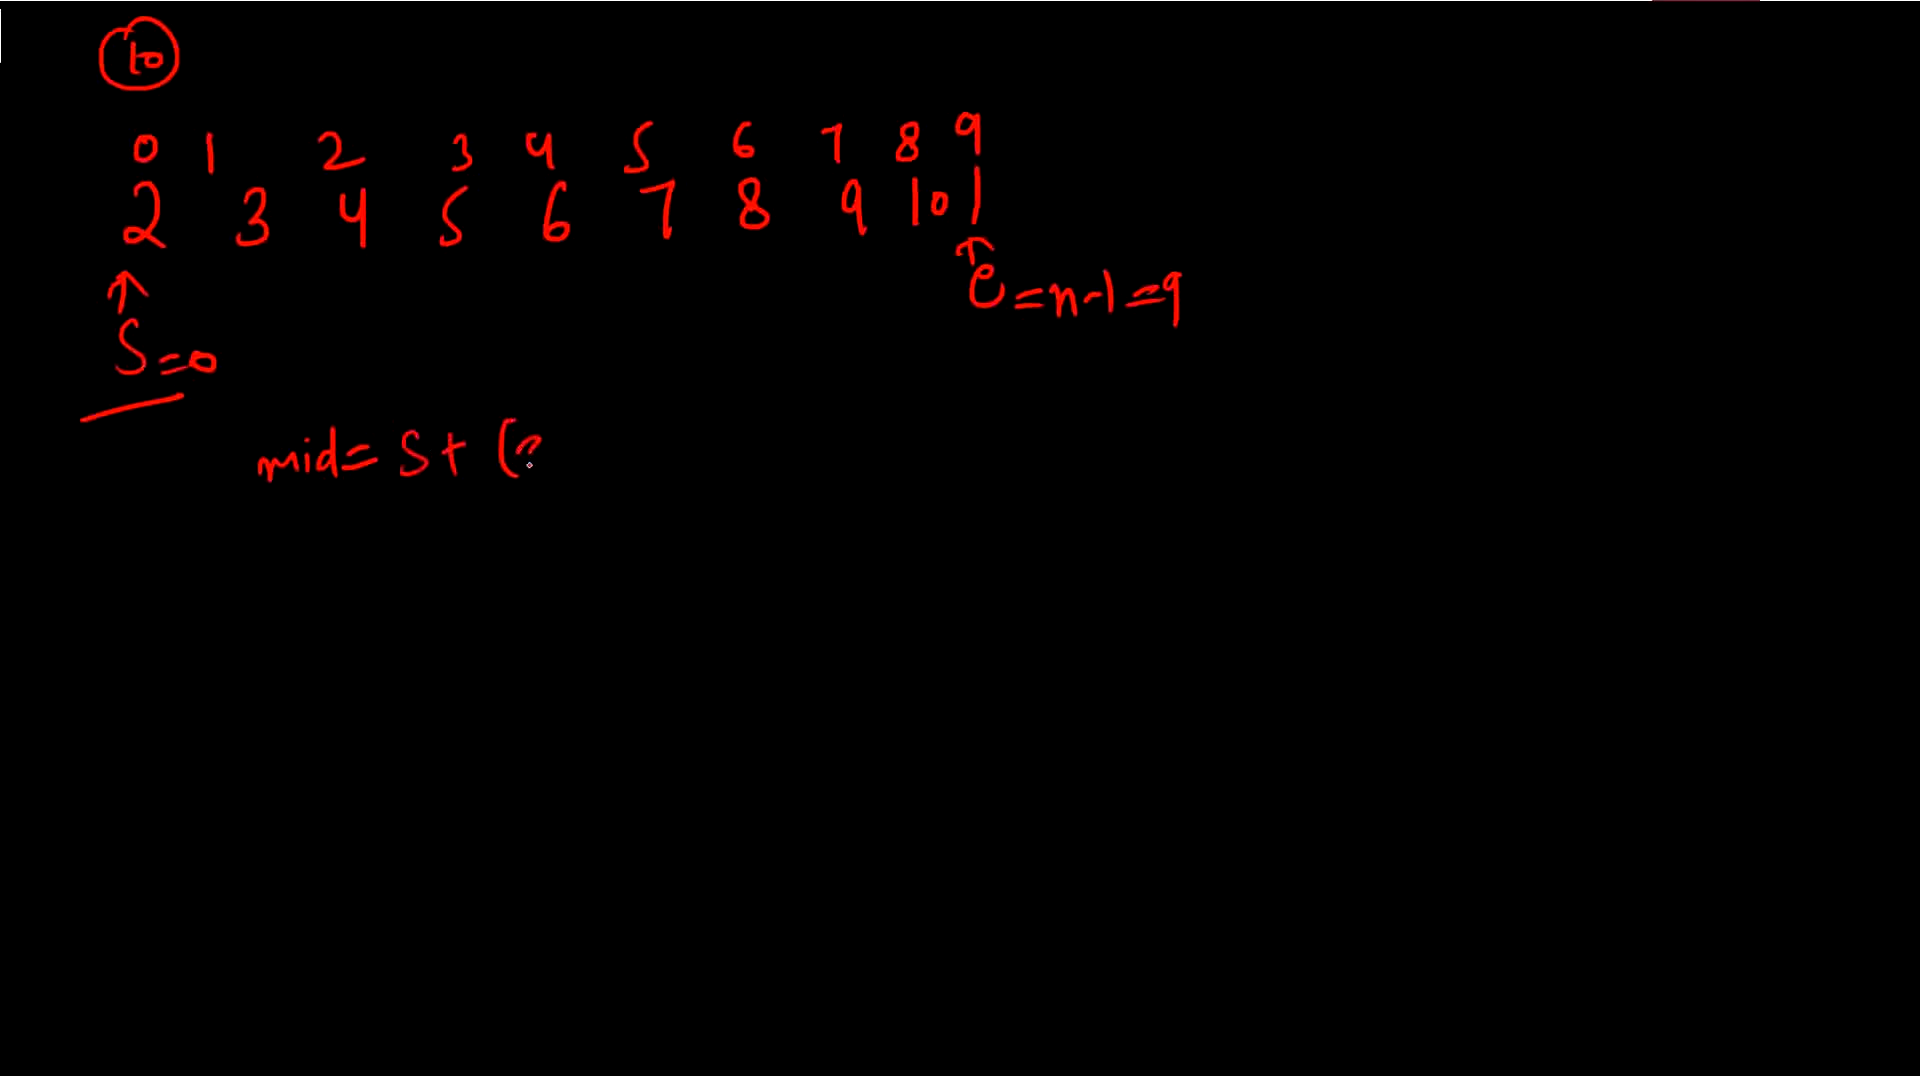 10
0 1 2 3 4 5 6 7 8 9
2 3 4 5 6 7 8 9 10 1
e=n-1=9
S=0
mid= S+ (